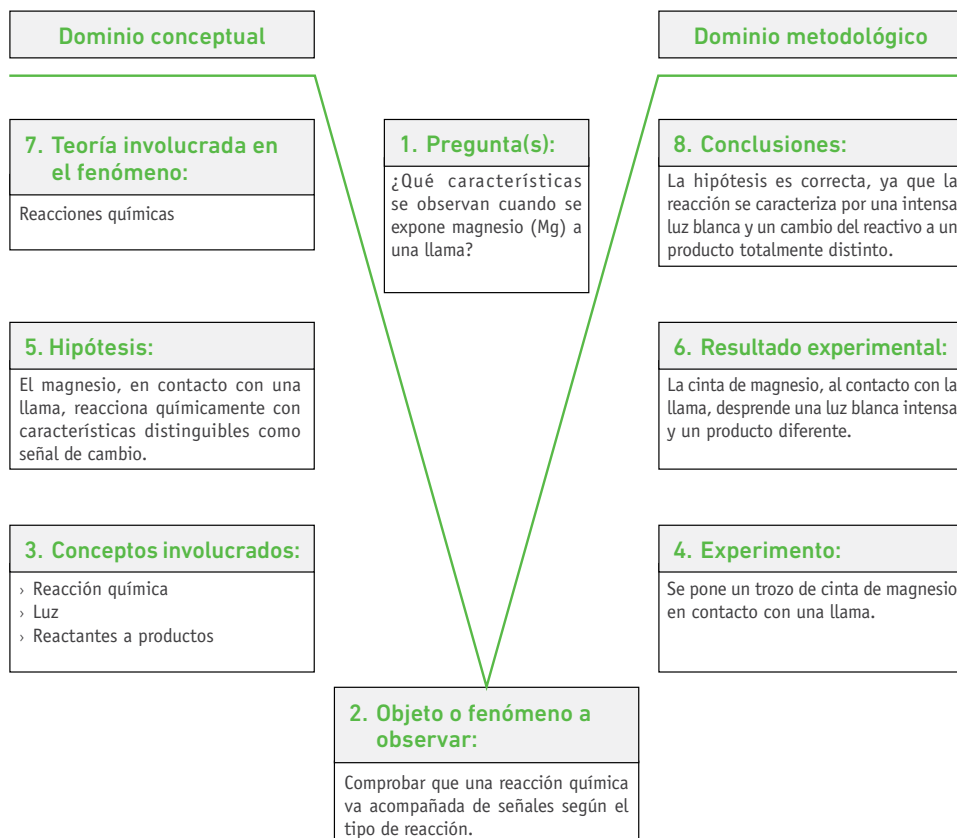 Dominio conceptual
Dominio metodológico
7. Teoría involucrada en
el fenómeno:
Reacciones químicas
1. Pregunta(s):
¿Qué características
se observan cuando se
expone magnesio (Mg) a
una llama?
8. Conclusiones:
La hipótesis es correcta, ya que la
reacción se caracteriza por una intensa
luz blanca y un cambio del reactivo a un
producto totalmente distinto.
5. Hipótesis:
El magnesio, en contacto con una
llama, reacciona químicamente con
características distinguibles como
señal de cambio.
6. Resultado experimental:
La cinta de magnesio, al contacto con la
llama, desprende una luz blanca intensa
y un producto diferente.
3. Conceptos involucrados:
› Reacción química
› Luz
› Reactantes a productos
4. Experimento:
Se pone un trozo de cinta de magnesio
en contacto con una llama.
2. Objeto o fenómeno a
observar:
Comprobar que una reacción química
va acompañada de señales según el
tipo de reacción.